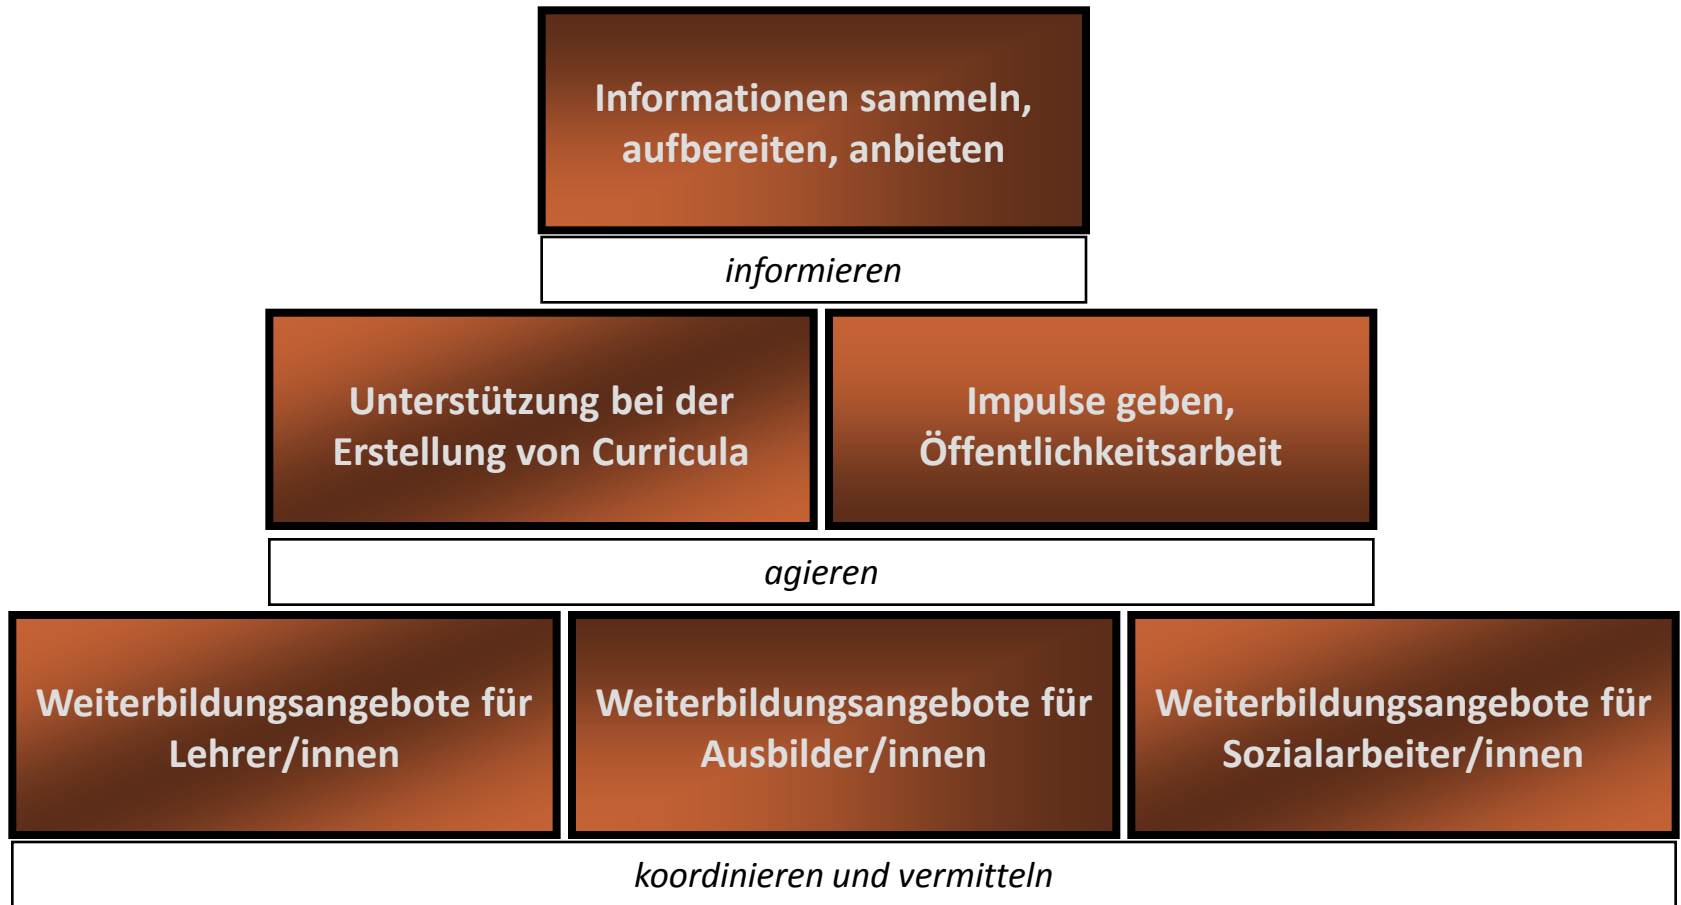 Informationen sammeln,
aufbereiten, anbieten
informieren
Unterstützung bei der
Erstellung von Curricula
Impulse geben,
Öffentlichkeitsarbeit
agieren
Weiterbildungsangebote für
Lehrer/innen
Weiterbildungsangebote für
Ausbilder/innen
Weiterbildungsangebote für
Sozialarbeiter/innen
koordinieren und vermitteln